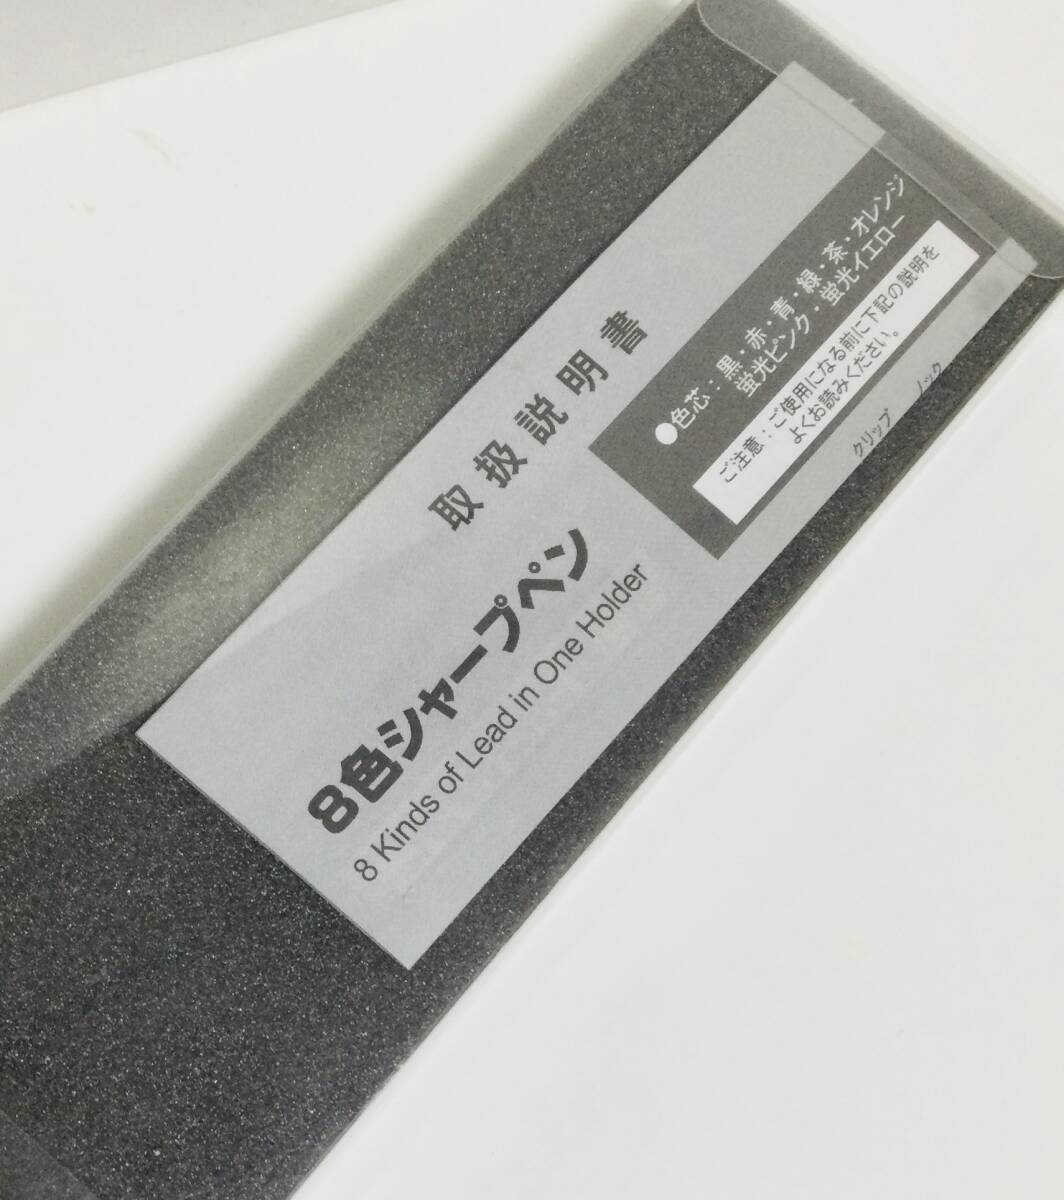 取扱説明書
8色シャープペン
8 Kinds of Lead in One Holder
●色芯：黒・赤・青・緑・茶・オレンジ
蛍光ピンク・蛍光イエロー
ご注意：ご使用になる前に下記の説明を
よくお読みください。
クリップ
ノック